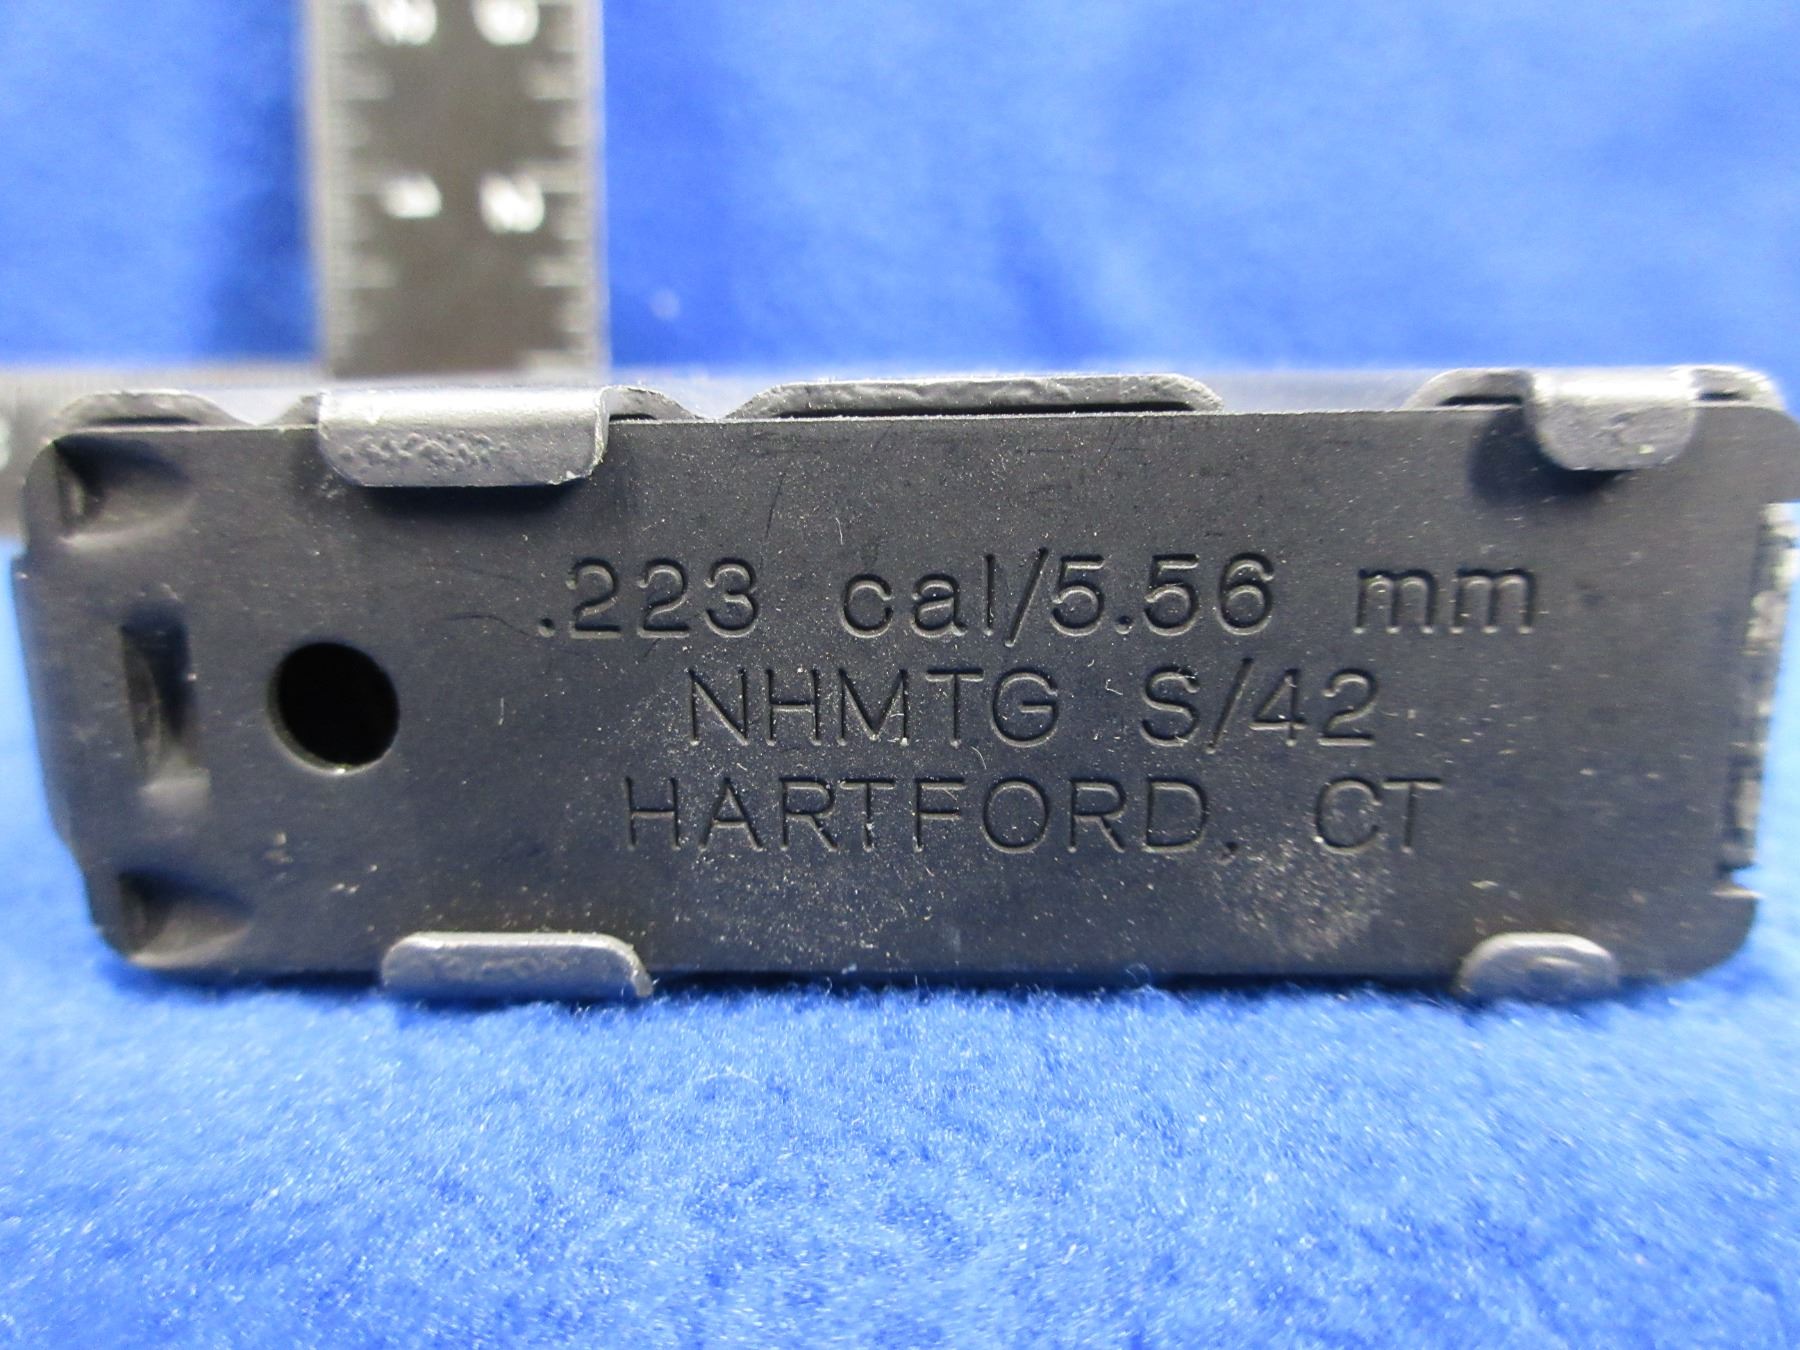 .223 cal/5.56 mm
NHMTG S/42
HARTFORD, CT